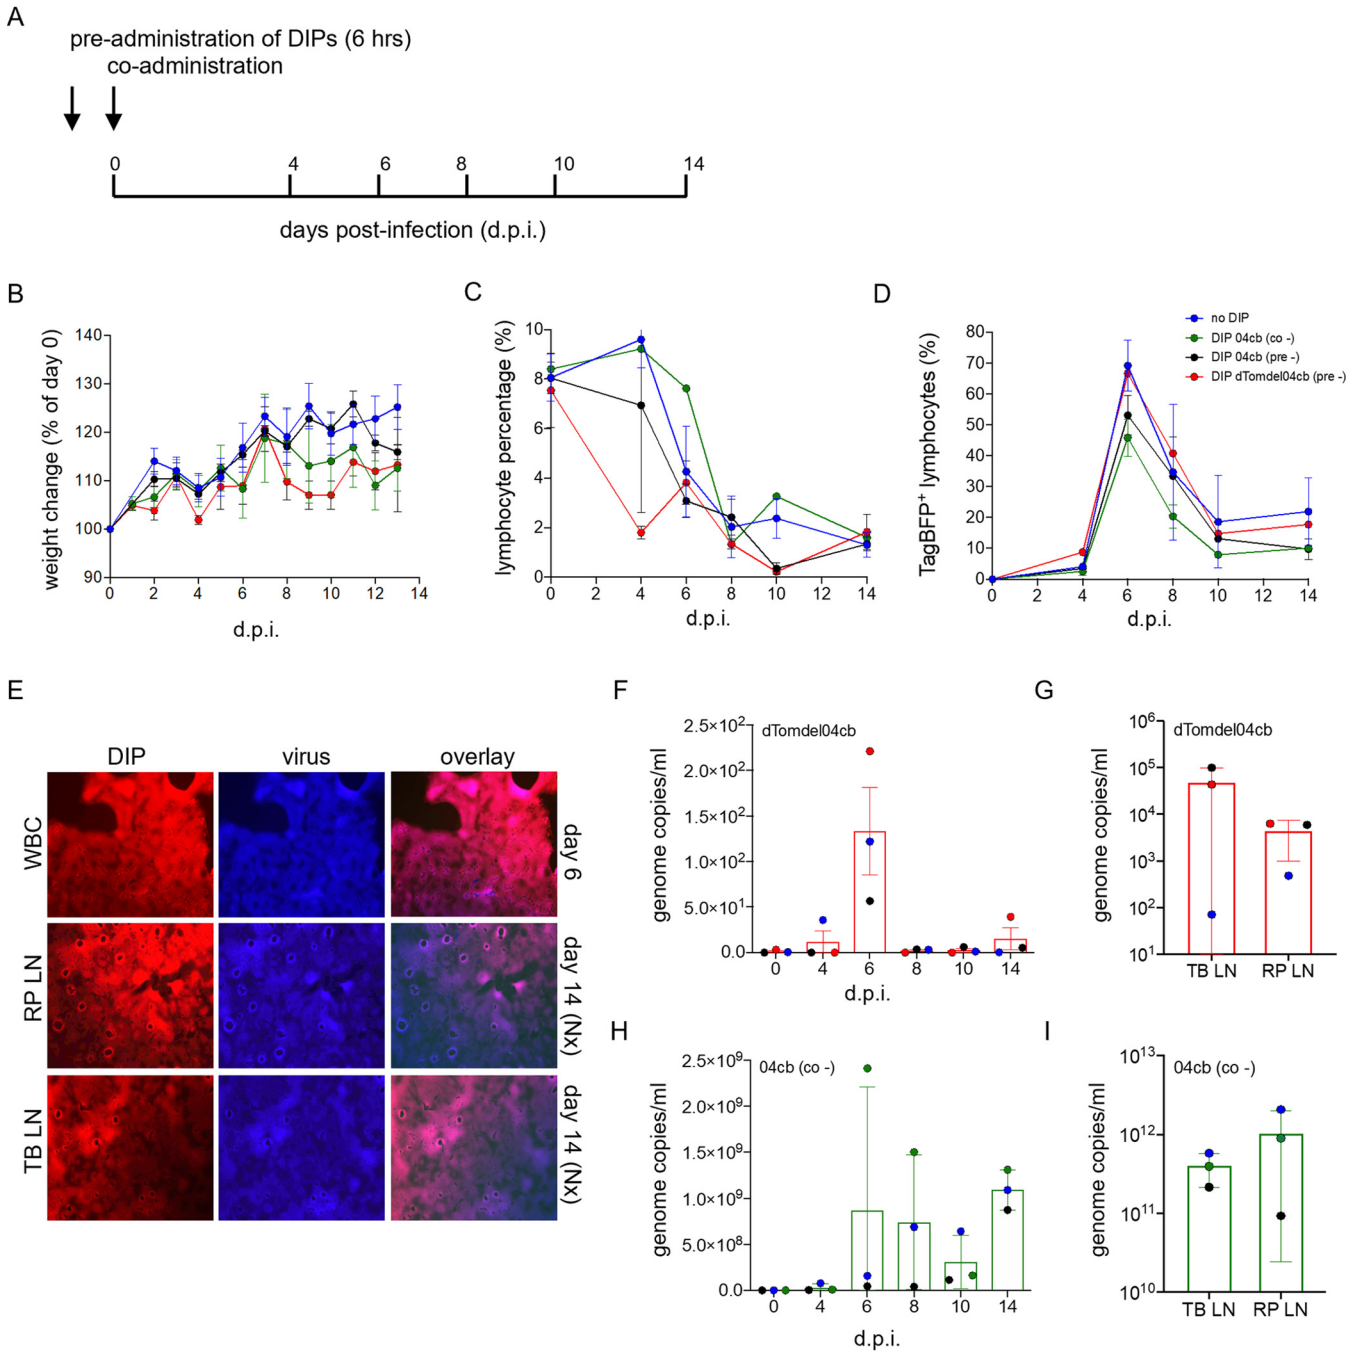 A
pre-administration of DIPs (6 hrs)
co-administration
0 4 6 8 10 14
days post-infection (d.p.i.)
B
weight change (% of day 0)
140
130
120
110
100
90
0 2 4 6 8 10 12 14
d.p.i.
C
lymphocyte percentage (%)
10
8
6
4
2
0
0 2 4 6 8 10 12 14
d.p.i.
D
TagBFP⁺ lymphocytes (%)
80
70
60
50
40
30
20
10
0
0 2 4 6 8 10 12 14
d.p.i.
no DIP
DIP 04cb (co -)
DIP 04cb (pre -)
DIP dTomdel04cb (pre -)
E
DIP virus overlay
WBC
day 6
RP LN
day 14 (Nx)
TB LN
day 14 (Nx)
F
dTomdel04cb
genome copies/ml
2.5×10²
2.0×10²
1.5×10²
1.0×10²
5.0×10¹
0.0
0 4 6 8 10 14
d.p.i.
G
dTomdel04cb
genome copies/ml
10⁶
10⁵
10⁴
10³
10²
10¹
TB LN RP LN
H
04cb (co -)
genome copies/ml
2.5×10⁹
2.0×10⁹
1.5×10⁹
1.0×10⁹
5.0×10⁸
0.0
0 4 6 8 10 14
d.p.i.
I
04cb (co -)
genome copies/ml
10¹³
10¹²
10¹¹
10¹⁰
TB LN RP LN